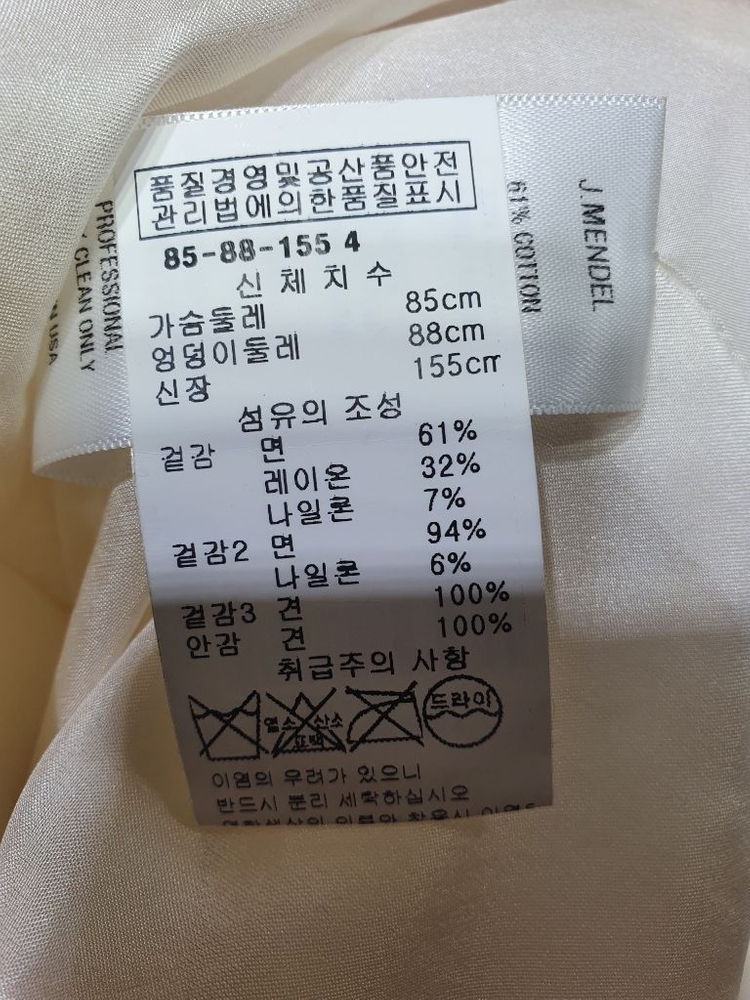 품질경영및공산품안전
관리법에의한품질표시
85-88-155 4
신 체 치 수
가슴둘레 85cm
엉덩이둘레 88cm
신장 155cm
섬유의 조성
겉감 면 61%
레이온 32%
나일론 7%
겉감2 면 94%
나일론 6%
겉감3 견 100%
안감 견 100%
취급주의 사항
염소 산소
표백
드라이
이염의 우려가 있으니
반드시 분리 세탁하십시오
J.MENDEL
61% COTTON
PROFESSIONAL
CLEAN ONLY
USA